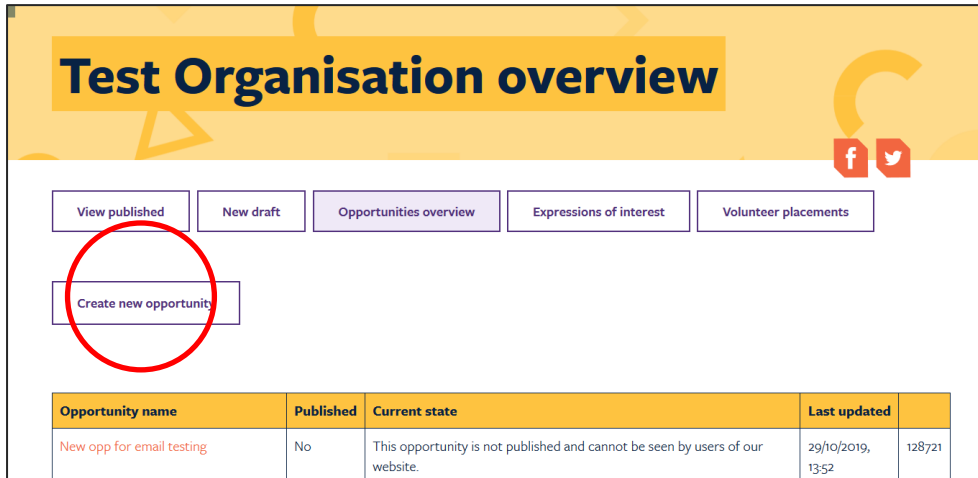 Test Organisation overview
View published New draft Opportunities overview Expressions of interest Volunteer placements
Create new opportunity
Opportunity name Published Current state Last updated
New opp for email testing No This opportunity is not published and cannot be seen by users of our 29/10/2019, 128721
website. 13:52